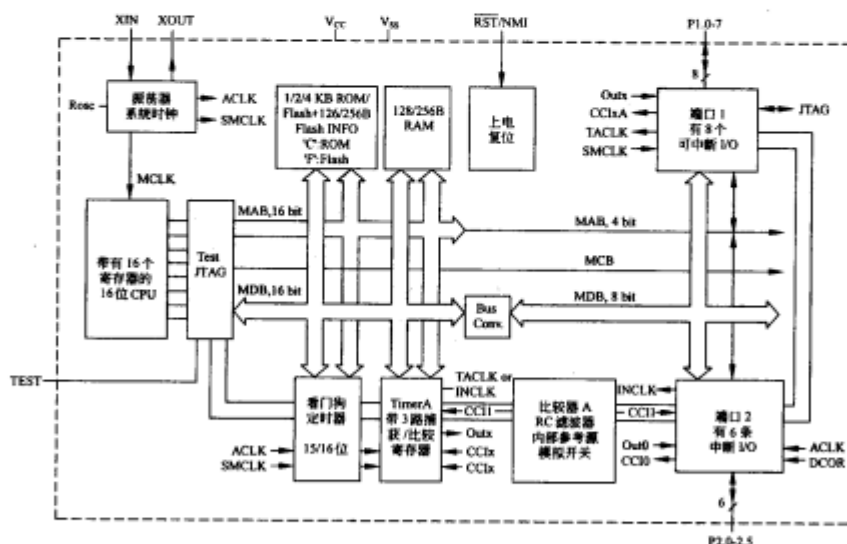 XIN
XOUT
VCC
VSS
RST/NMI
P1.0-7
8
Rosc
振荡器
系统时钟
ACLK
SMCLK
1/2/4 KB ROM/
Flash+126/256B
Flash INFO
'C':ROM
'F':Flash
128/256B
RAM
上电
复位
Outx
CCIxA
TACLK
SMCLK
端口 1
有 8 个
可中断 I/O
JTAG
MCLK
带有 16 个
寄存器的
16位 CPU
Test
JTAG
MAB,16 bit
MAB, 4 bit
MCB
MDB,16 bit
Bus
Conv.
MDB, 8 bit
TEST
看门狗
定时器
15/16位
ACLK
SMCLK
TimerA
带 3 路捕
获/比较
寄存器
TACLK or
INCLK
CCI1
Outx
CCIx
CCIx
比较器 A
RC 滤波器
内部参考源
模拟开关
INCLK
CCI1
Out0
CCI0
端口 2
有 6 条
中断 I/O
ACLK
DCOR
6
P2.0-2.5